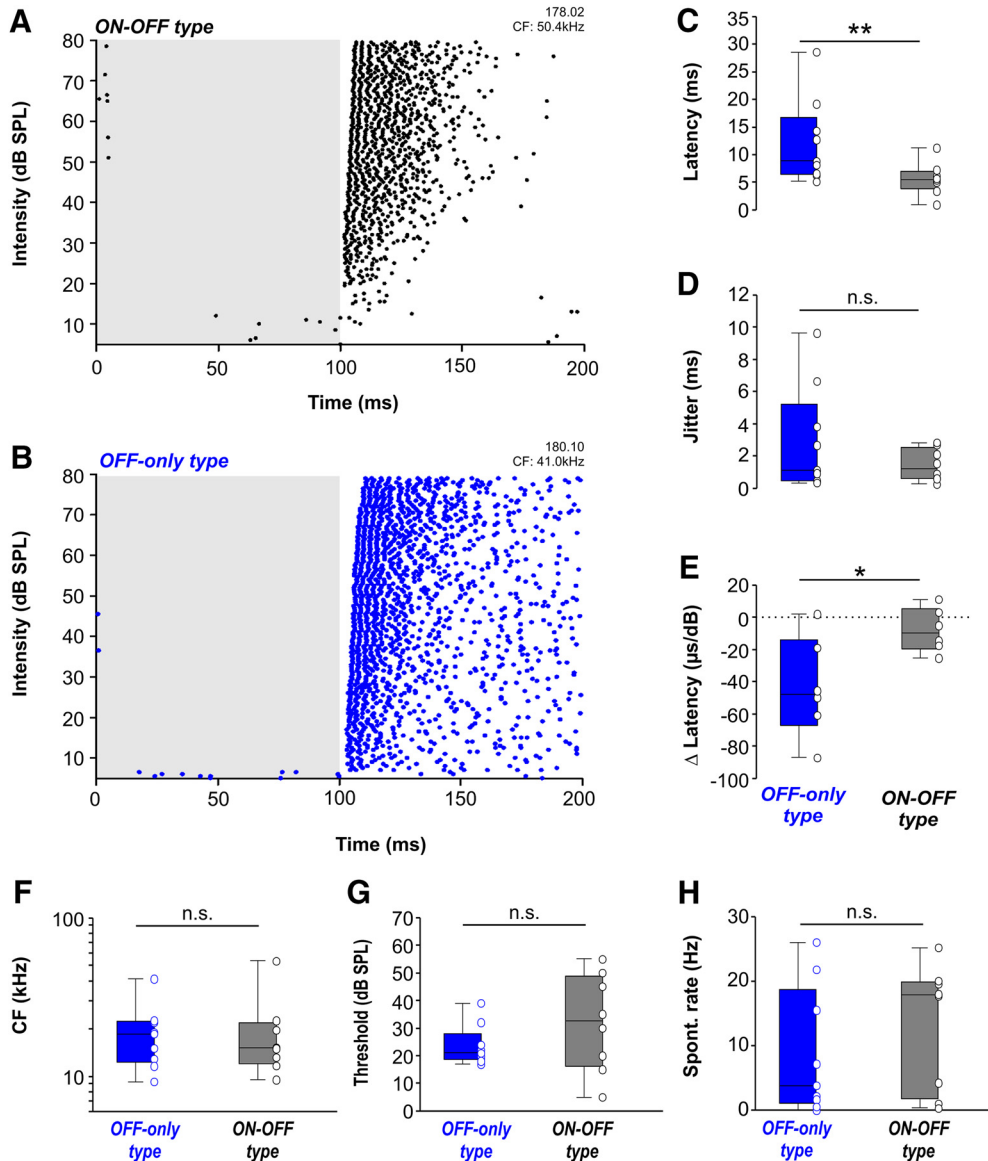 A
ON-OFF type
178.02
CF: 50.4kHz
Intensity (dB SPL)
80
70
60
50
40
30
20
10
0
50
100
150
200
Time (ms)
B
OFF-only type
180.10
CF: 41.0kHz
Intensity (dB SPL)
80
70
60
50
40
30
20
10
0
50
100
150
200
Time (ms)
C
**
Latency (ms)
35
30
25
20
15
10
5
0
D
n.s.
Jitter (ms)
12
10
8
6
4
2
0
E
*
Δ Latency (µs/dB)
20
0
-20
-40
-60
-80
-100
OFF-only
type
ON-OFF
type
F
n.s.
CF (kHz)
100
10
OFF-only
type
ON-OFF
type
G
n.s.
Threshold (dB SPL)
70
60
50
40
30
20
10
0
OFF-only
type
ON-OFF
type
H
n.s.
Spont. rate (Hz)
30
20
10
0
OFF-only
type
ON-OFF
type